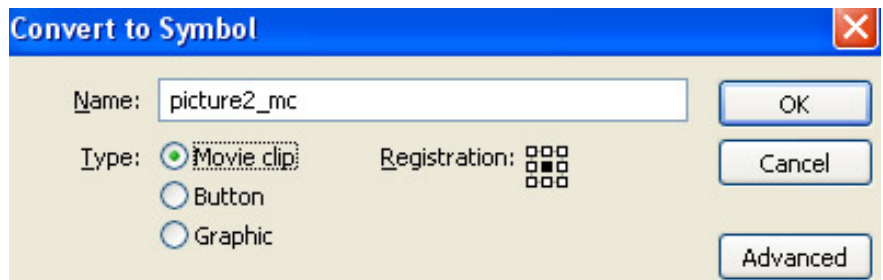 Convert to Symbol
Name: picture2_mc
OK
Type: Movie clip
Registration:
Cancel
Button
Graphic
Advanced